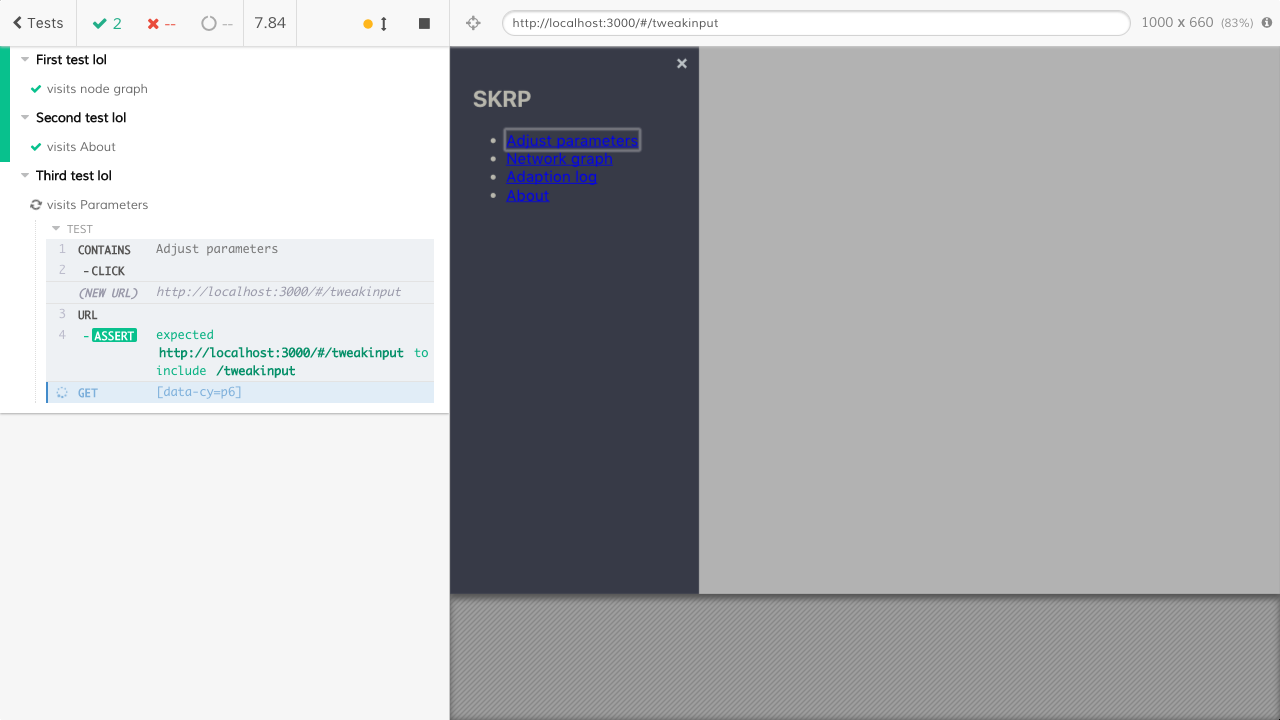 Tests 2 -- -- 7.84
http://localhost:3000/#/tweakinput 1000 x 660 (83%)
First test lol
visits node graph
Second test lol
visits About
Third test lol
visits Parameters
TEST
1 CONTAINS Adjust parameters
2 -CLICK
(NEW URL) http://localhost:3000/#/tweakinput
3 URL
4 -ASSERT expected
http://localhost:3000/#/tweakinput to
include /tweakinput
GET [data-cy=p6]
×
SKRP
• Adjust parameters
• Network graph
• Adaption log
• About